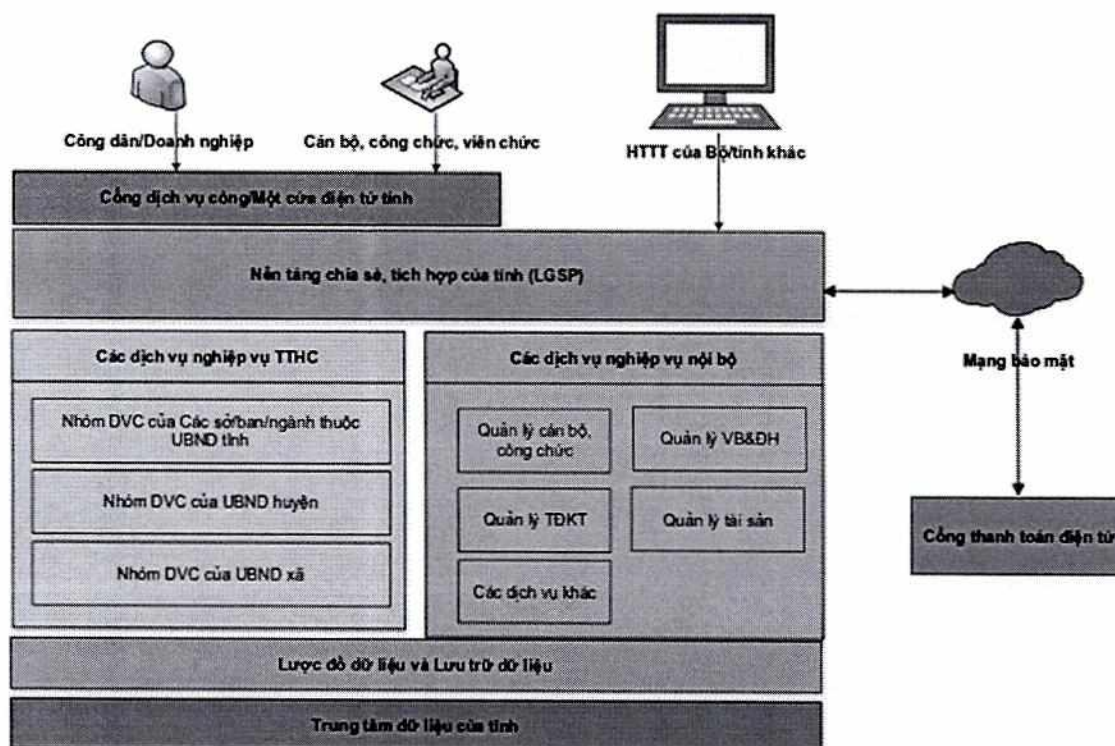 Công dân/Doanh nghiệp
Cán bộ, công chức, viên chức
HTTT của Bộ/tỉnh khác
Cổng dịch vụ công/Một cửa điện tử tỉnh
Nền tảng chia sẻ, tích hợp của tỉnh (LGSP)
Mạng bảo mật
Cổng thanh toán điện tử
Các dịch vụ nghiệp vụ TTHC
Nhóm DVC của Các sở/ban/ngành thuộc
UBND tỉnh
Nhóm DVC của UBND huyện
Nhóm DVC của UBND xã
Các dịch vụ nghiệp vụ nội bộ
Quản lý cán bộ,
công chức
Quản lý VB&ĐH
Quản lý TĐKT
Quản lý tài sản
Các dịch vụ khác
Lược đồ dữ liệu và Lưu trữ dữ liệu
Trung tâm dữ liệu của tỉnh